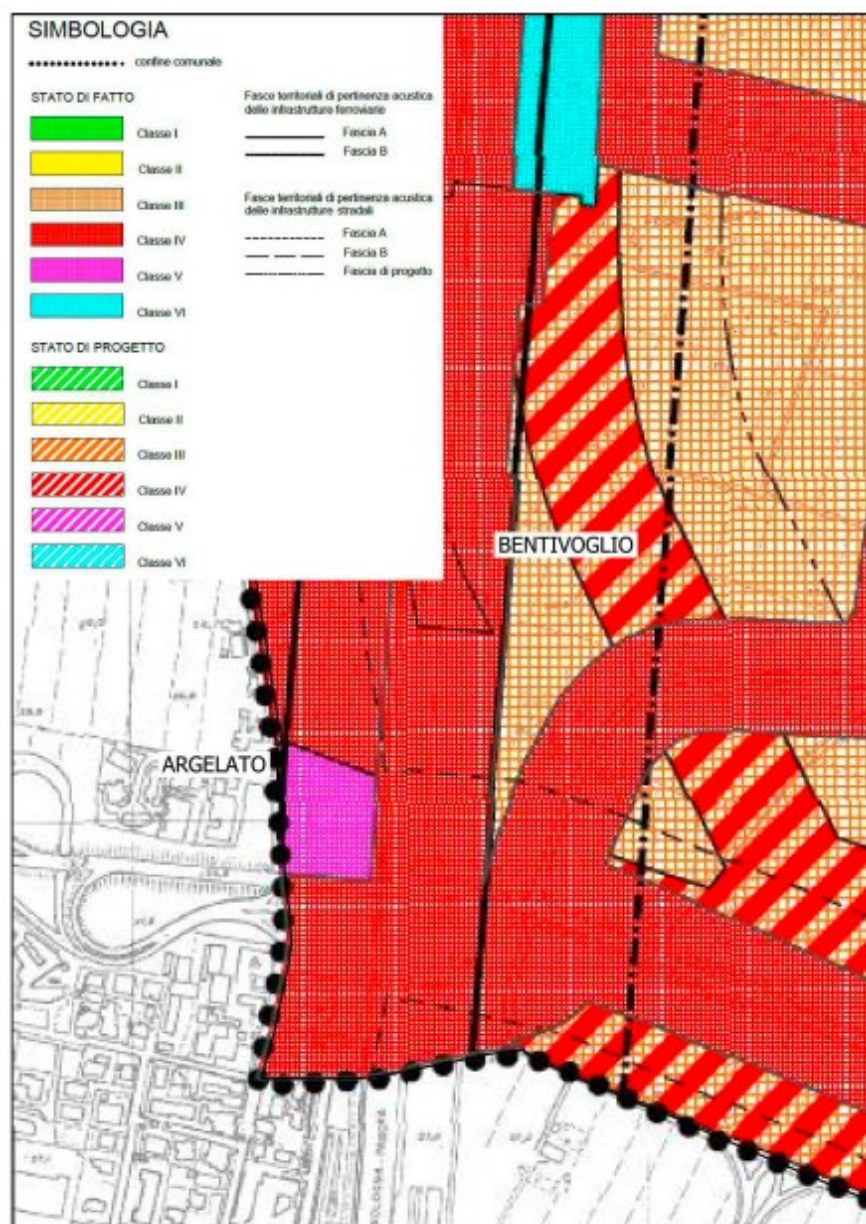 SIMBOLOGIA
confine comunale
STATO DI FATTO
Classe I
Classe II
Classe III
Classe IV
Classe V
Classe VI
STATO DI PROGETTO
Classe I
Classe II
Classe III
Classe IV
Classe V
Classe VI
Fasce territoriali di pertinenza acustica
delle infrastrutture ferroviarie
Fascia A
Fascia B
Fasce territoriali di pertinenza acustica
delle infrastrutture stradali
Fascia A
Fascia B
Fascia di progetto
BENTIVOGLIO
ARGELATO